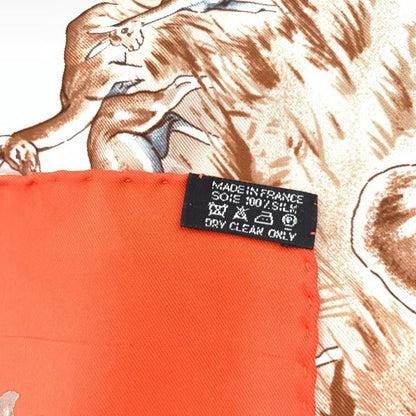 MADE IN FRANCE
SOIE 100% SILK
DRY CLEAN ONLY